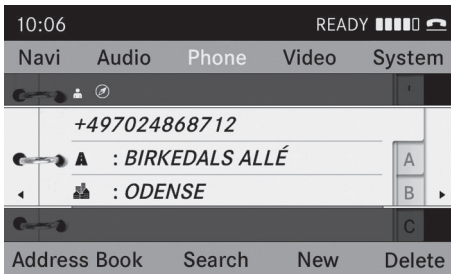 10:06 READY
Navi Audio Phone Video System
+497024868712
: BIRKEDALS ALLÉ A
: ODENSE B
C
Address Book Search New Delete